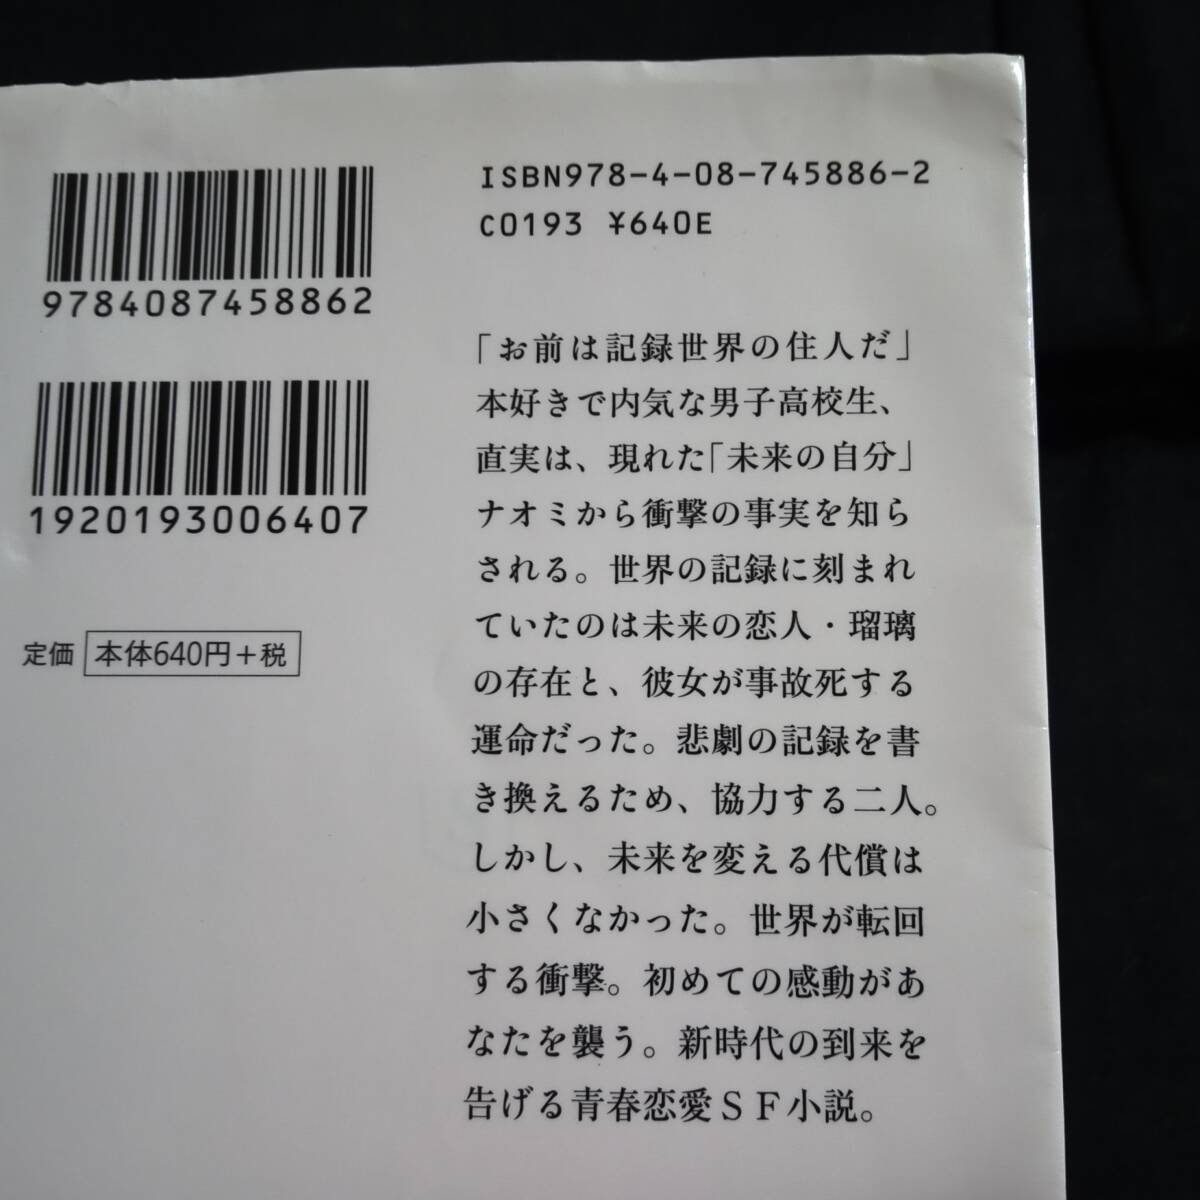 9784087458862
1920193006407
定価 本体640円+税
ISBN978-4-08-745886-2
C0193 ¥640E
「お前は記録世界の住人だ」
本好きで内気な男子高校生、
直実は、現れた「未来の自分」
ナオミから衝撃の事実を知ら
される。世界の記録に刻まれ
ていたのは未来の恋人・瑠璃
の存在と、彼女が事故死する
運命だった。悲劇の記録を書
き換えるため、協力する二人。
しかし、未来を変える代償は
小さくなかった。世界が転回
する衝撃。初めての感動があ
なたを襲う。新時代の到来を
告げる青春恋愛SF小説。